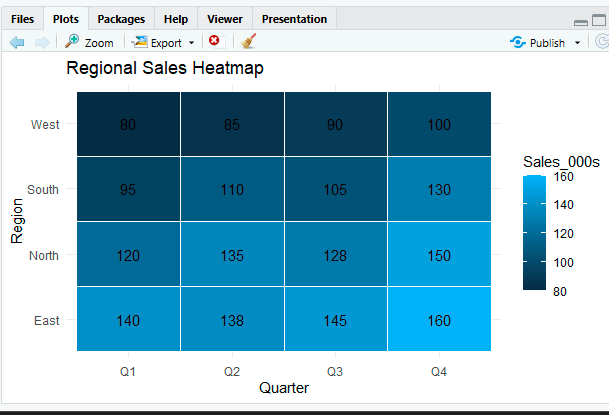 Files Plots Packages Help Viewer Presentation
Zoom Export Publish
Regional Sales Heatmap
West 80 85 90 100
South 95 110 105 130
North 120 135 128 150
East 140 138 145 160
Q1 Q2 Q3 Q4
Quarter
Region
Sales_000s
160
140
120
100
80